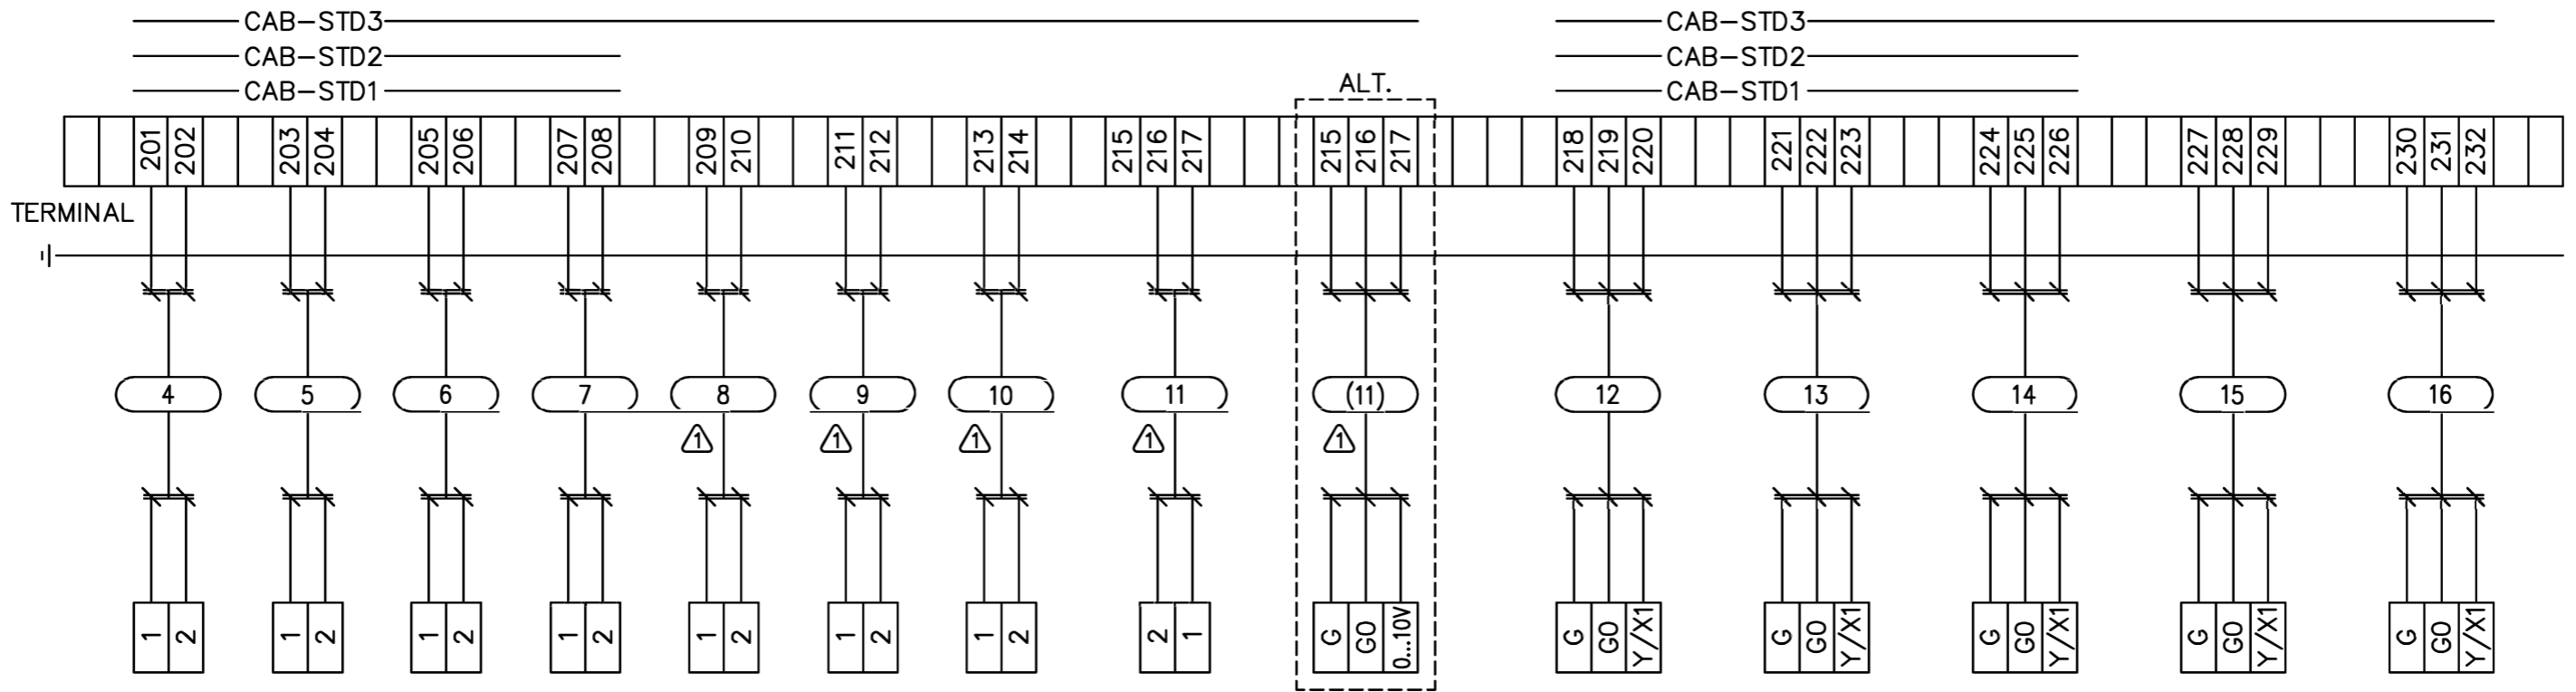 CAB-STD3 CAB-STD3
CAB-STD2 CAB-STD2
CAB-STD1 CAB-STD1
ALT.
201 202 203 204 205 206 207 208 209 210 211 212 213 214 215 216 217 215 216 217 218 219 220 221 222 223 224 225 226 227 228 229 230 231 232
TERMINAL
4 5 6 7 8 9 10 11 (11) 12 13 14 15 16
1 1 1 1 1
1 2 1 2 1 2 1 2 1 2 1 2 1 2 2 1 G G0 0...10V G G0 Y/X1 G G0 Y/X1 G G0 Y/X1 G G0 Y/X1 G G0 Y/X1